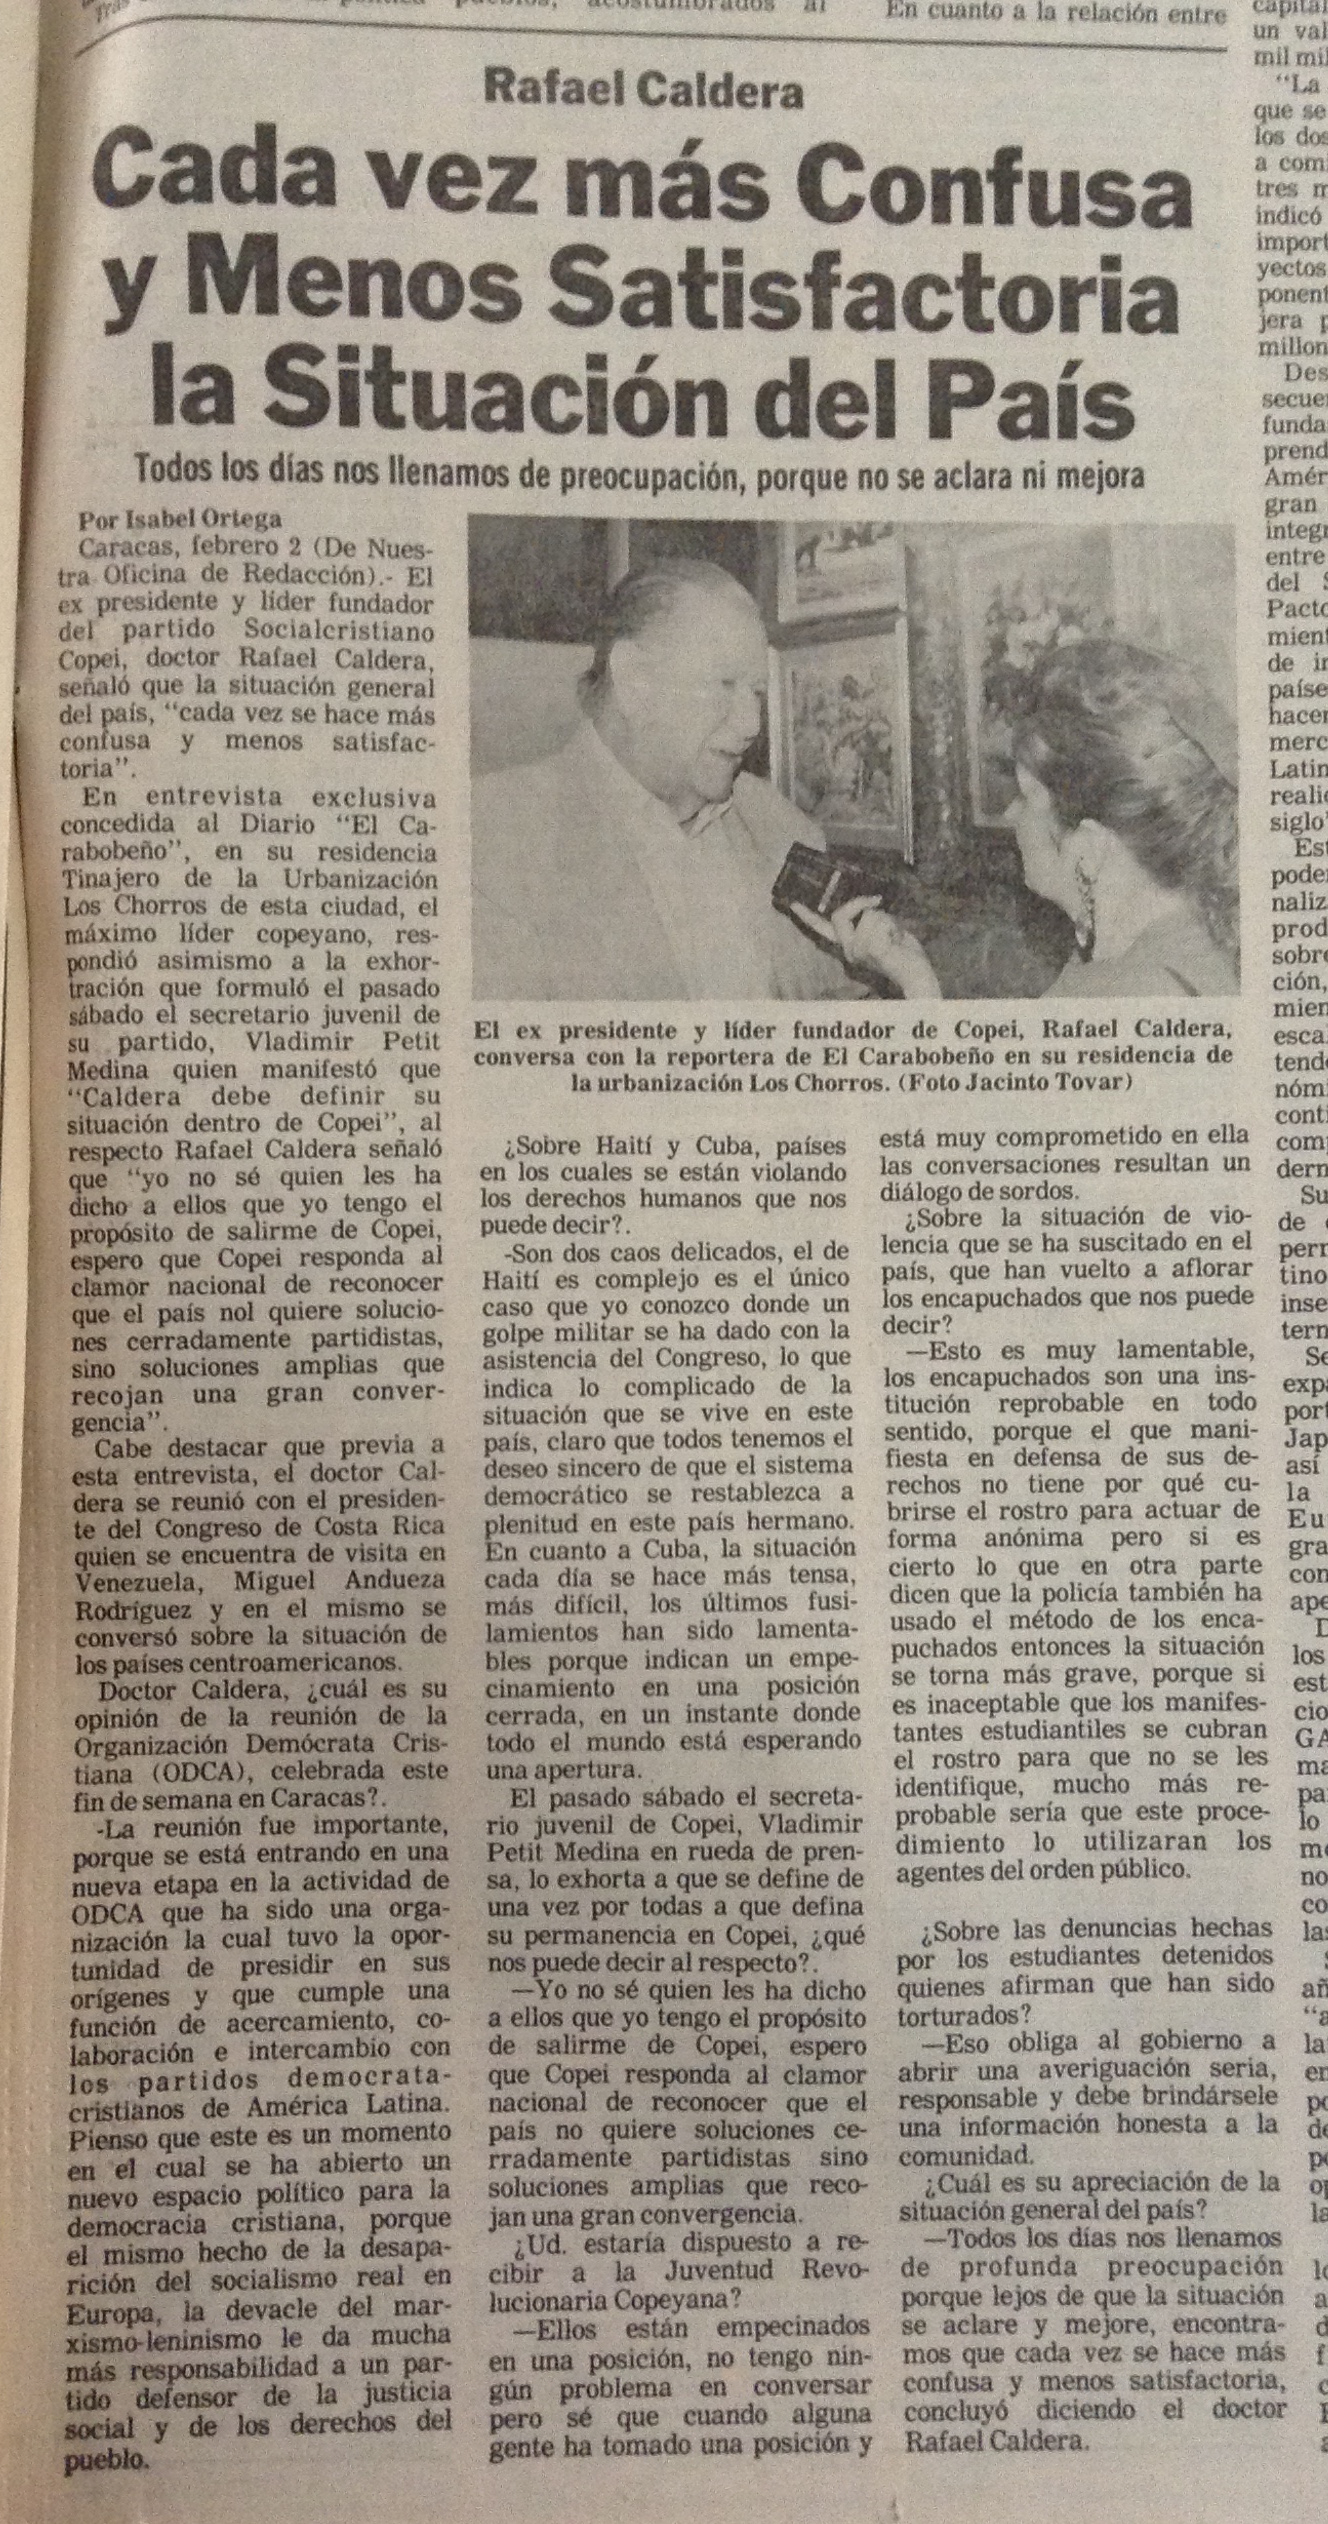 pueblos, acostumbrados al
En cuanto a la relación entre
Rafael Caldera
Cada vez más Confusa
y Menos Satisfactoria
la Situación del País
Todos los días nos llenamos de preocupación, porque no se aclara ni mejora
Por Isabel Ortega
Caracas, febrero 2 (De Nues-
tra Oficina de Redacción).- El
ex presidente y líder fundador
del partido Socialcristiano
Copei, doctor Rafael Caldera,
señaló que la situación general
del país, "cada vez se hace más
confusa y menos satisfac-
toria".
En entrevista exclusiva
concedida al Diario "El Ca-
rabobeño", en su residencia
Tinajero de la Urbanización
Los Chorros de esta ciudad, el
máximo líder copeyano, res-
pondió asimismo a la exhor-
tración que formuló el pasado
sábado el secretario juvenil de
su partido, Vladimir Petit
Medina quien manifestó que
"Caldera debe definir su
situación dentro de Copei", al
respecto Rafael Caldera señaló
que "yo no sé quien les ha
dicho a ellos que yo tengo el
propósito de salirme de Copei,
espero que Copei responda al
clamor nacional de reconocer
que el país nol quiere solucio-
nes cerradamente partidistas,
sino soluciones amplias que
recojan una gran conver-
gencia".
Cabe destacar que previa a
esta entrevista, el doctor Cal-
dera se reunió con el presiden-
te del Congreso de Costa Rica
quien se encuentra de visita en
Venezuela, Miguel Andueza
Rodríguez y en el mismo se
conversó sobre la situación de
los países centroamericanos.
Doctor Caldera, ¿cuál es su
opinión de la reunión de la
Organización Demócrata Cris-
tiana (ODCA), celebrada este
fin de semana en Caracas?.
-La reunión fue importante,
porque se está entrando en una
nueva etapa en la actividad de
ODCA que ha sido una orga-
nización la cual tuvo la opor-
tunidad de presidir en sus
orígenes y que cumple una
función de acercamiento, co-
laboración e intercambio con
los partidos democrata-
cristianos de América Latina.
Pienso que este es un momento
en el cual se ha abierto un
nuevo espacio político para la
democracia cristiana, porque
el mismo hecho de la desapa-
rición del socialismo real en
Europa, la devacle del mar-
xismo-leninismo le da mucha
más responsabilidad a un par-
tido defensor de la justicia
social y de los derechos del
pueblo.
El ex presidente y líder fundador de Copei, Rafael Caldera,
conversa con la reportera de El Carabobeño en su residencia de
la urbanización Los Chorros. (Foto Jacinto Tovar)
¿Sobre Haití y Cuba, países
en los cuales se están violando
los derechos humanos que nos
puede decir?.
-Son dos caos delicados, el de
Haití es complejo es el único
caso que yo conozco donde un
golpe militar se ha dado con la
asistencia del Congreso, lo que
indica lo complicado de la
situación que se vive en este
país, claro que todos tenemos el
deseo sincero de que el sistema
democrático se restablezca a
plenitud en este país hermano.
En cuanto a Cuba, la situación
cada día se hace más tensa,
más difícil, los últimos fusi-
lamientos han sido lamenta-
bles porque indican un empe-
cinamiento en una posición
cerrada, en un instante donde
todo el mundo está esperando
una apertura.
El pasado sábado el secreta-
rio juvenil de Copei, Vladimir
Petit Medina en rueda de pren-
sa, lo exhorta a que se define de
una vez por todas a que defina
su permanencia en Copei, ¿qué
nos puede decir al respecto?.
—Yo no sé quien les ha dicho
a ellos que yo tengo el propósito
de salirme de Copei, espero
que Copei responda al clamor
nacional de reconocer que el
país no quiere soluciones ce-
rradamente partidistas sino
soluciones amplias que reco-
jan una gran convergencia.
¿Ud. estaría dispuesto a re-
cibir a la Juventud Revo-
lucionaria Copeyana?
—Ellos están empecinados
en una posición, no tengo nin-
gún problema en conversar
pero sé que cuando alguna
gente ha tomado una posición y
está muy comprometido en ella
las conversaciones resultan un
diálogo de sordos.
¿Sobre la situación de vio-
lencia que se ha suscitado en el
país, que han vuelto a aflorar
los encapuchados que nos puede
decir?
—Esto es muy lamentable,
los encapuchados son una ins-
titución reprobable en todo
sentido, porque el que mani-
fiesta en defensa de sus de-
rechos no tiene por qué cu-
brirse el rostro para actuar de
forma anónima pero si es
cierto lo que en otra parte
dicen que la policía también ha
usado el método de los enca-
puchados entonces la situación
se torna más grave, porque si
es inaceptable que los manifes-
tantes estudiantiles se cubran
el rostro para que no se les
identifique, mucho más re-
probable sería que este proce-
dimiento lo utilizaran los
agentes del orden público.
¿Sobre las denuncias hechas
por los estudiantes detenidos
quienes afirman que han sido
torturados?
—Eso obliga al gobierno a
abrir una averiguación seria,
responsable y debe brindársele
una información honesta a la
comunidad.
¿Cuál es su apreciación de la
situación general del país?
—Todos los días nos llenamos
de profunda preocupación
porque lejos de que la situación
se aclare y mejore, encontra-
mos que cada vez se hace más
confusa y menos satisfactoria,
concluyó diciendo el doctor
Rafael Caldera.